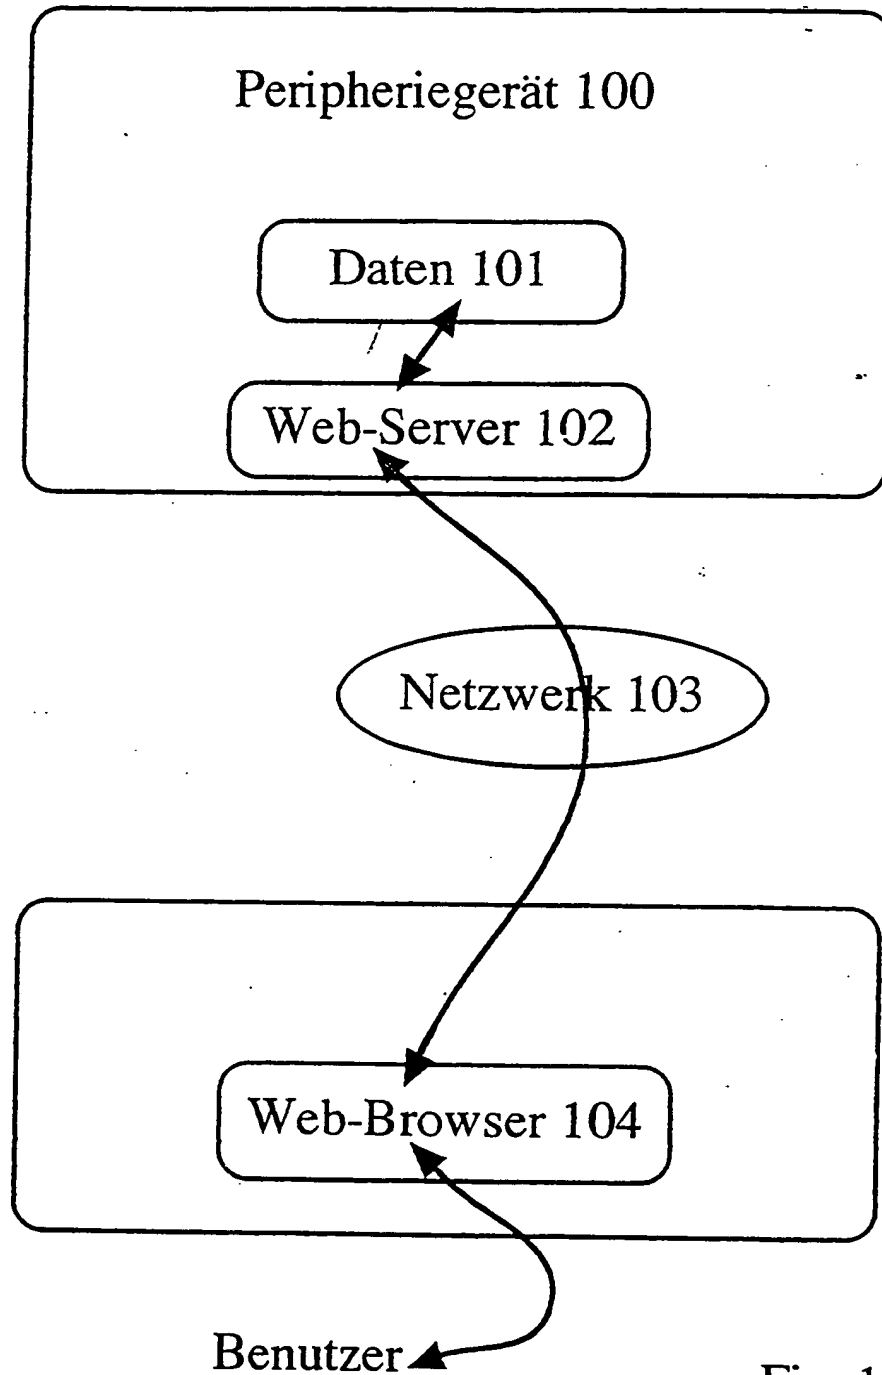 Peripheriegerät 100
Daten 101
Web-Server 102
Netzwerk 103
Web-Browser 104
Benutzer